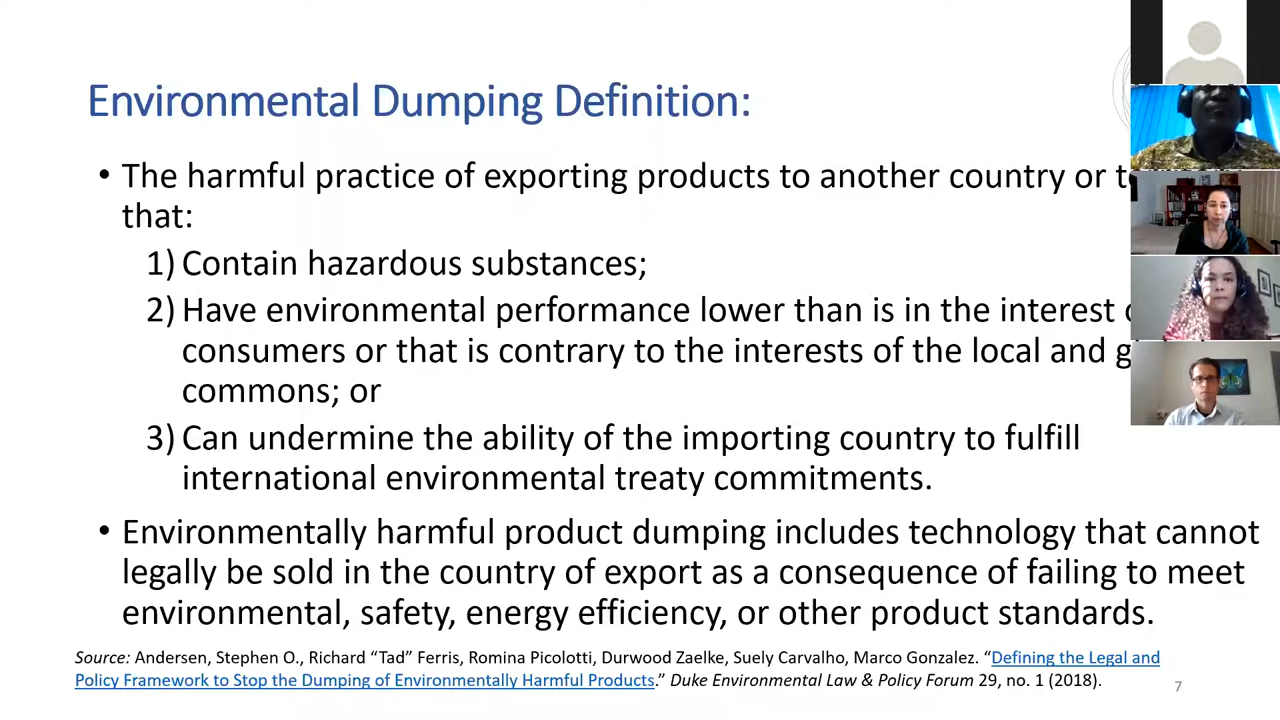 Environmental Dumping Definition:
• The harmful practice of exporting products to another country or
that:
1) Contain hazardous substances;
2) Have environmental performance lower than is in the interest
consumers or that is contrary to the interests of the local and
commons; or
3) Can undermine the ability of the importing country to fulfill
international environmental treaty commitments.
• Environmentally harmful product dumping includes technology that cannot
legally be sold in the country of export as a consequence of failing to meet
environmental, safety, energy efficiency, or other product standards.
Source: Andersen, Stephen O., Richard “Tad” Ferris, Romina Picolotti, Durwood Zaelke, Suely Carvalho, Marco Gonzalez. “Defining the Legal and
Policy Framework to Stop the Dumping of Environmentally Harmful Products.” Duke Environmental Law & Policy Forum 29, no. 1 (2018).
7